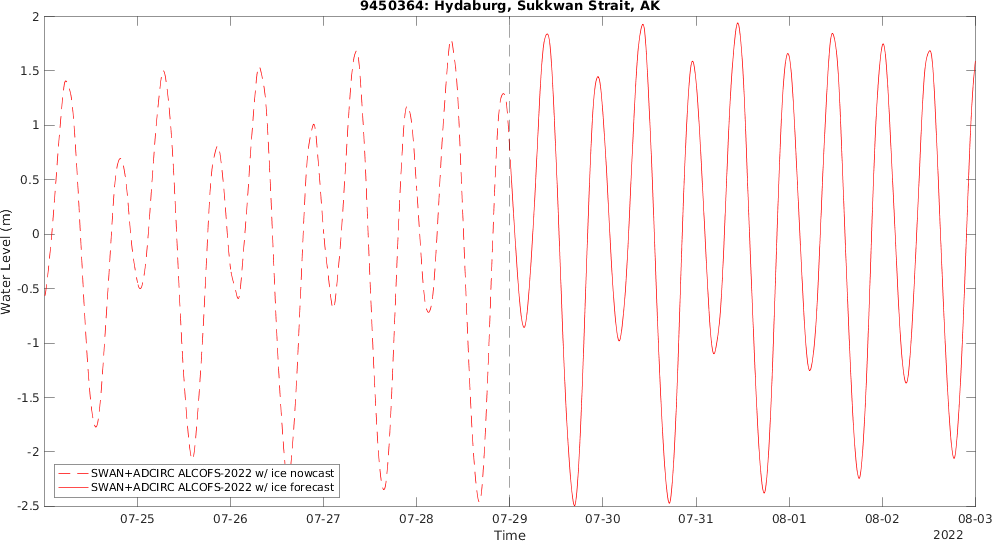 9450364: Hydaburg, Sukkwan Strait, AK
Water Level (m)
2
1.5
1
0.5
0
-0.5
-1
-1.5
-2
-2.5
SWAN+ADCIRC ALCOFS-2022 w/ ice nowcast
SWAN+ADCIRC ALCOFS-2022 w/ ice forecast
07-25 07-26 07-27 07-28 07-29 07-30 07-31 08-01 08-02 08-03
Time
2022